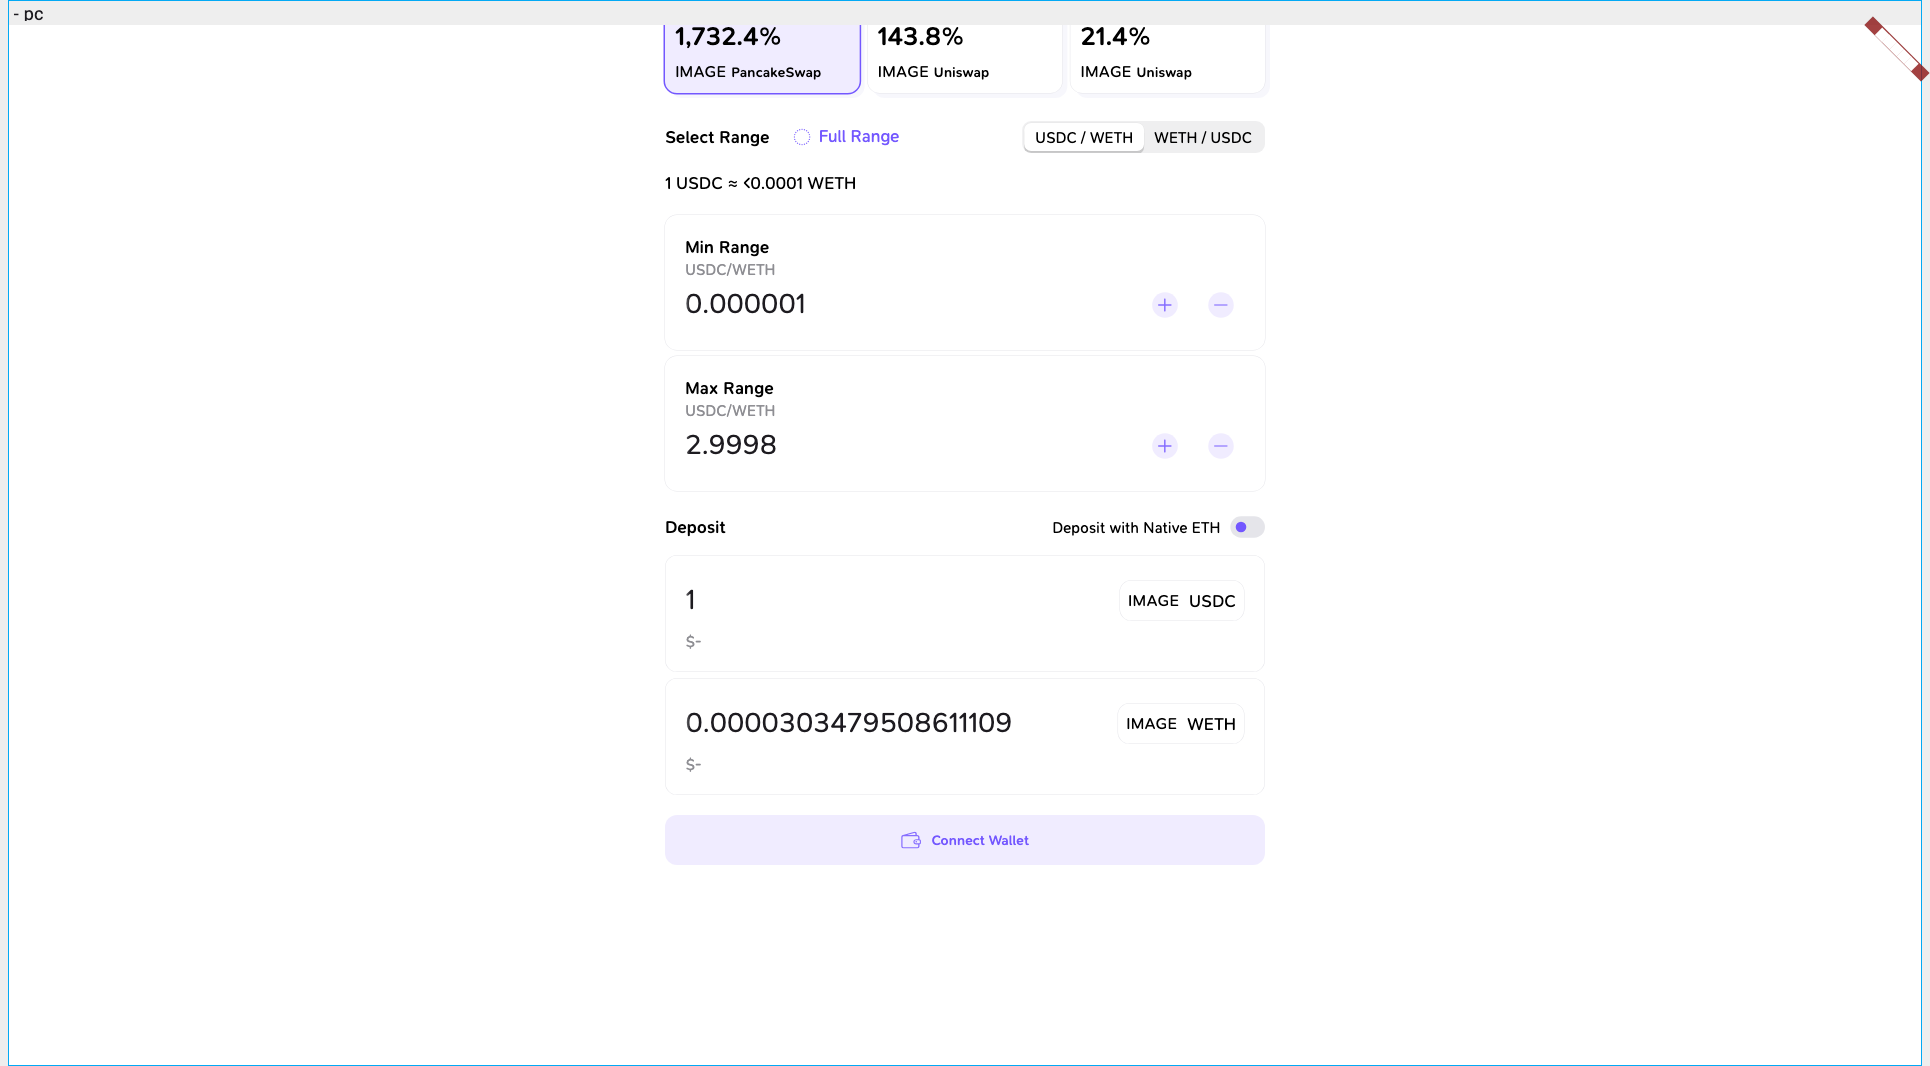 - pc
1,732.4%
IMAGE PancakeSwap
143.8%
IMAGE Uniswap
21.4%
IMAGE Uniswap
Select Range
Full Range
USDC / WETH
WETH / USDC
1 USDC ≈ <0.0001 WETH
Min Range
USDC/WETH
0.000001
Max Range
USDC/WETH
2.9998
Deposit
Deposit with Native ETH
1
IMAGE USDC
$-
0.0000303479508611109
IMAGE WETH
$-
Connect Wallet